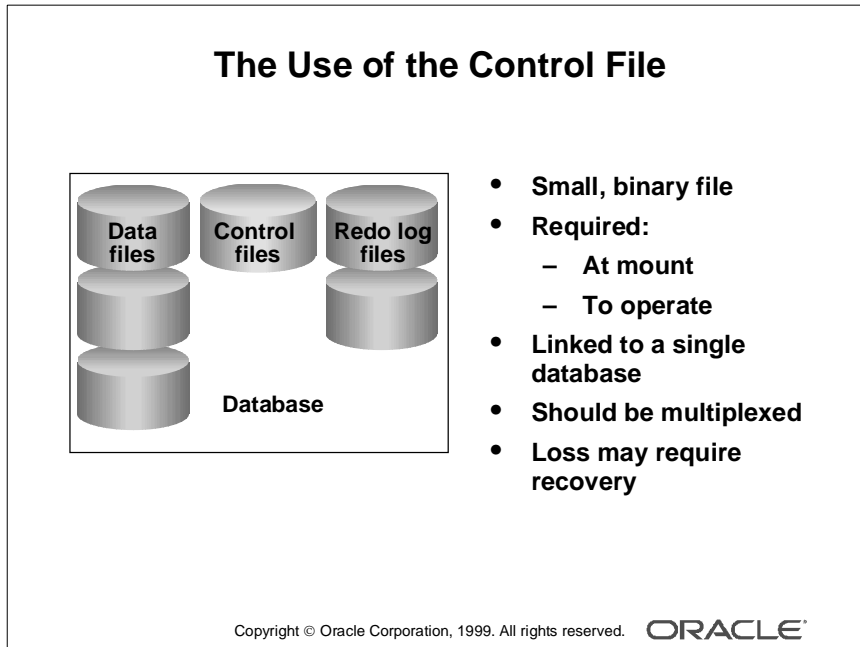 The Use of the Control File
Data
files
Control
files
Redo log
files
Database
• Small, binary file
• Required:
– At mount
– To operate
• Linked to a single
database
• Should be multiplexed
• Loss may require
recovery
Copyright © Oracle Corporation, 1999. All rights reserved.
ORACLE®